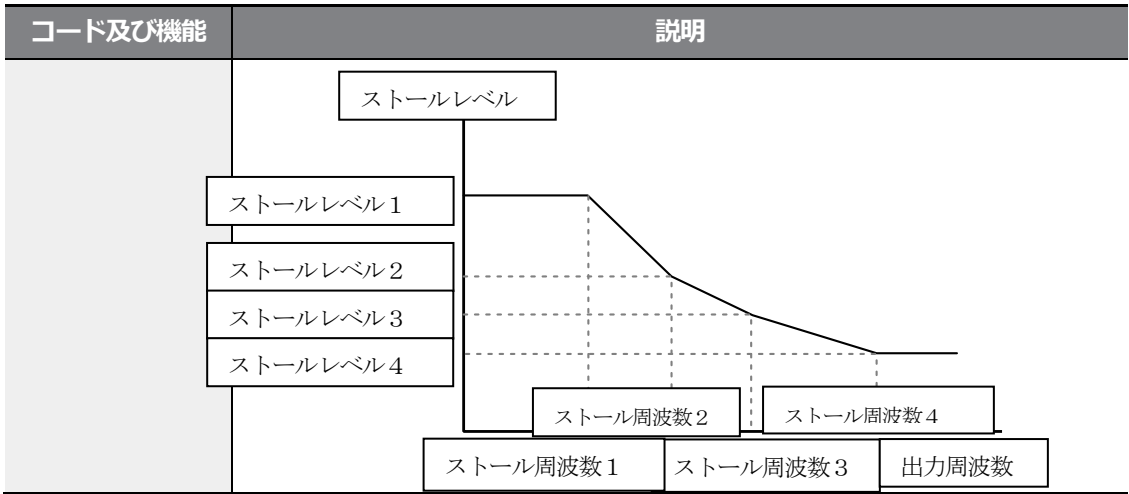 コード及び機能
説明
ストールレベル
ストールレベル１
ストールレベル２
ストールレベル３
ストールレベル４
ストール周波数２
ストール周波数４
ストール周波数１
ストール周波数３
出力周波数